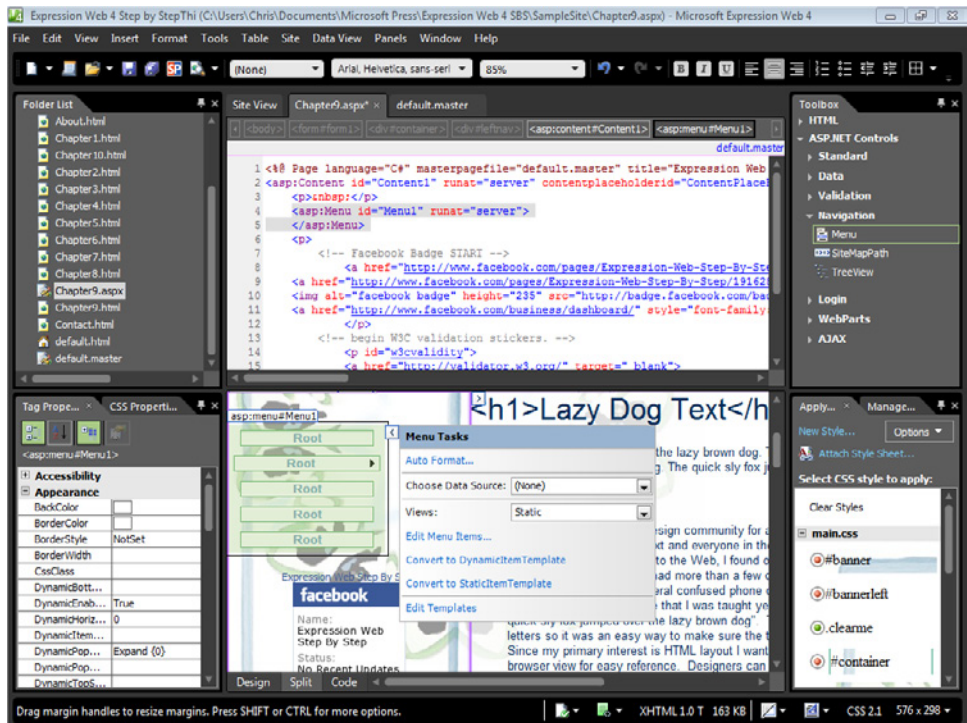 Expression Web 4 Step by StepThi (C:\Users\Chris\Documents\Microsoft Press\Expression Web 4 SBS\SampleSite\Chapter9.aspx) - Microsoft Expression Web 4
File Edit View Insert Format Tools Table Site Data View Panels Window Help
(None) Arial, Helvetica, sans-seri 85% B I U
Folder List
About.html
Chapter1.html
Chapter10.html
Chapter2.html
Chapter3.html
Chapter4.html
Chapter5.html
Chapter6.html
Chapter7.html
Chapter8.html
Chapter9.aspx
Chapter9.html
Contact.html
default.html
default.master
Site View Chapter9.aspx* × default.master
<body> <form#form1> <div#container> <div#leftnav> <asp:content#Content1> <asp:menu#Menu1>
default.master
1 <%@ Page language="C#" masterpagefile="default.master" title="Expression Web
2 <asp:Content id="Content1" runat="server" contentplaceholderid="ContentPlacel
3 <p>&nbsp;</p>
4 <asp:Menu id="Menu1" runat="server">
5 </asp:Menu>
6 <p>
7 <!-- Facebook Badge START -->
8 <a href="http://www.facebook.com/pages/Expression-Web-Step-By-Ste
9 <a href="http://www.facebook.com/pages/Expression-Web-Step-By-Step/19162
10 <img alt="facebook badge" height="235" src="http://badge.facebook.com/bad
11 <a href="http://www.facebook.com/business/dashboard/" style="font-family:
12 </p>
13 <!-- begin W3C validation stickers. -->
14 <p id="w3cvalidity">
15 <a href="http://validator.w3.org/" target="_blank">
Toolbox
HTML
ASP.NET Controls
Standard
Data
Validation
Navigation
Menu
SiteMapPath
TreeView
Login
WebParts
AJAX
Tag Prope... × CSS Properti...
<asp:menu#Menu1>
Accessibility
Appearance
BackColor
BorderColor
BorderStyle NotSet
BorderWidth
CssClass
DynamicBott...
DynamicEnab... True
DynamicHoriz... 0
DynamicItem...
DynamicPop... Expand {0}
DynamicPop...
DynamicTopS...
asp:menu#Menu1
Root
Root
Root
Root
Root
Expression Web Step By S
facebook
Name:
Expression Web
Step By Step
Status:
No Recent Updates
<h1>Lazy Dog Text</h
Menu Tasks
Auto Format...
Choose Data Source: (None)
Views: Static
Edit Menu Items...
Convert to DynamicItemTemplate
Convert to StaticItemTemplate
Edit Templates
the lazy brown dog. T
g. The quick sly fox j
esign community for a
xt and everyone in the
to the Web, I found o
ad more than a few c
eral confused phone c
e that I was taught ye
quick sly fox jumped over the lazy brown dog".
letters so it was an easy way to make sure the t
Since my primary interest is HTML layout I want
browser view for easy reference. Designers can
Design Split Code
Apply... × Manage...
New Style... Options
Attach Style Sheet...
Select CSS style to apply:
Clear Styles
main.css
#banner
#bannerleft
.clearme
#container
Drag margin handles to resize margins. Press SHIFT or CTRL for more options. XHTML 1.0 T 163 KB CSS 2.1 576 x 298